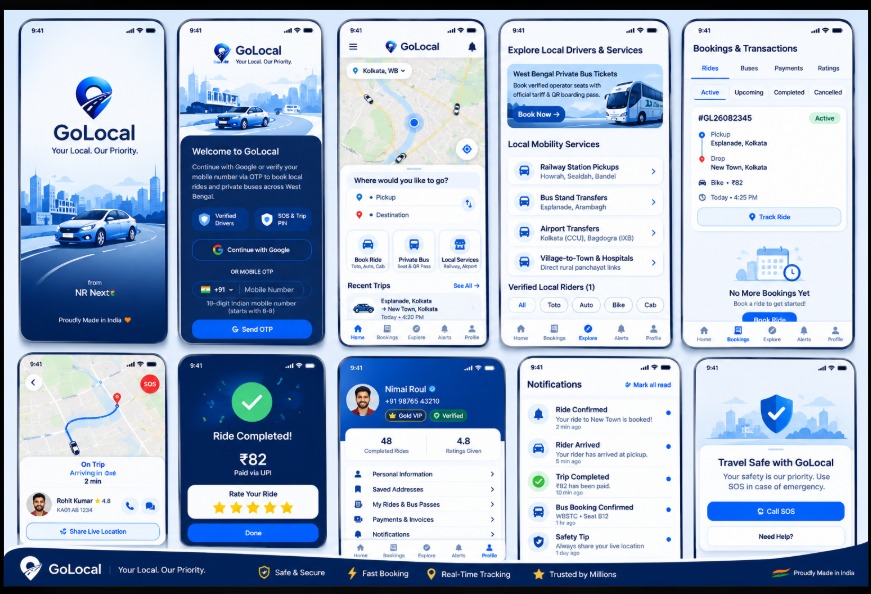 9:41
GoLocal
Your Local. Our Priority.
from
NR Next
Proudly Made in India
9:41
GoLocal
Your Local. Our Priority.
Welcome to GoLocal
Continue with Google or verify your
mobile number via OTP to book local
rides and private buses across West
Bengal.
Verified
Drivers
SOS & Trip
PIN
Continue with Google
OR MOBILE OTP
+91
Mobile Number
10-digit Indian mobile number
(starts with 6-9)
G Send OTP
9:41
GoLocal
Kolkata, WB
Where would you like to go?
• Pickup
• Destination
Book Ride
Toto, Auto, Cab
Private Bus
Seat & QR Pass
Local Services
Railway, Airport
Recent Trips
See All →
Esplanade, Kolkata
→ New Town, Kolkata
Today • 4:20 PM
Home
Bookings
Explore
Alerts
Profile
9:41
Explore Local Drivers & Services
West Bengal Private Bus Tickets
Book verified operator seats with
official tariff & QR boarding pass.
Book Now →
Local Mobility Services
Railway Station Pickups
Howrah, Sealdah, Bandel
Bus Stand Transfers
Esplanade, Arambagh
Airport Transfers
Kolkata (CCU), Bagdogra (IXB)
Village-to-Town & Hospitals
Direct rural panchayat links
Verified Local Riders (1)
All
Toto
Auto
Bike
Cab
Home
Bookings
Explore
Alerts
Profile
9:41
Bookings & Transactions
Rides
Buses
Payments
Ratings
Active
Upcoming
Completed
Cancelled
#GL26082345
Active
Pickup
Esplanade, Kolkata
Drop
New Town, Kolkata
Bike • ₹82
Today • 4:25 PM
Track Ride
No More Bookings Yet
Book a ride to get started!
Book Ride
Home
Bookings
Explore
Alerts
Profile
9:41
SOS
On Trip
Arriving in
2 min
Rohit Kumar
4.8
KA01 AB 1234
Share Live Location
9:41
Ride Completed!
₹82
Paid via UPI
Rate Your Ride
Done
9:41
Nimai Roul
+91 98765 43210
Gold VIP
Verified
48
Completed Rides
4.8
Ratings Given
Personal Information
Saved Addresses
My Rides & Bus Passes
Payments & Invoices
Notifications
Home
Bookings
Explore
Alerts
Profile
9:41
Notifications
Mark all read
Ride Confirmed
Your ride to New Town is booked!
2 min ago
Rider Arrived
Your rider has arrived at pickup.
5 min ago
Trip Completed
₹82 has been paid.
10 min ago
Bus Booking Confirmed
WBSTC • Seat B12
1 hr ago
Safety Tip
Always share your live location
1 day ago
9:41
Travel Safe with GoLocal
Your safety is our priority. Use
SOS in case of emergency.
Call SOS
Need Help?
GoLocal
Your Local. Our Priority.
Safe & Secure
Fast Booking
Real-Time Tracking
Trusted by Millions
Proudly Made in India